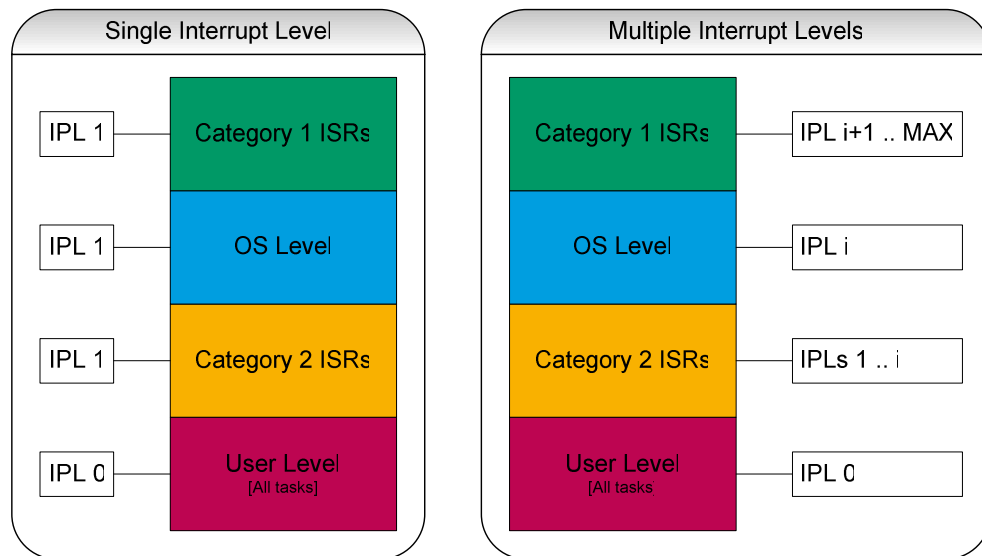 Single Interrupt Level
IPL 1
Category 1 ISRs
IPL 1
OS Level
IPL 1
Category 2 ISRs
IPL 0
User Level
[All tasks]
Multiple Interrupt Levels
Category 1 ISRs
IPL i+1 .. MAX
OS Level
IPL i
Category 2 ISRs
IPLs 1 .. i
User Level
[All tasks
IPL 0